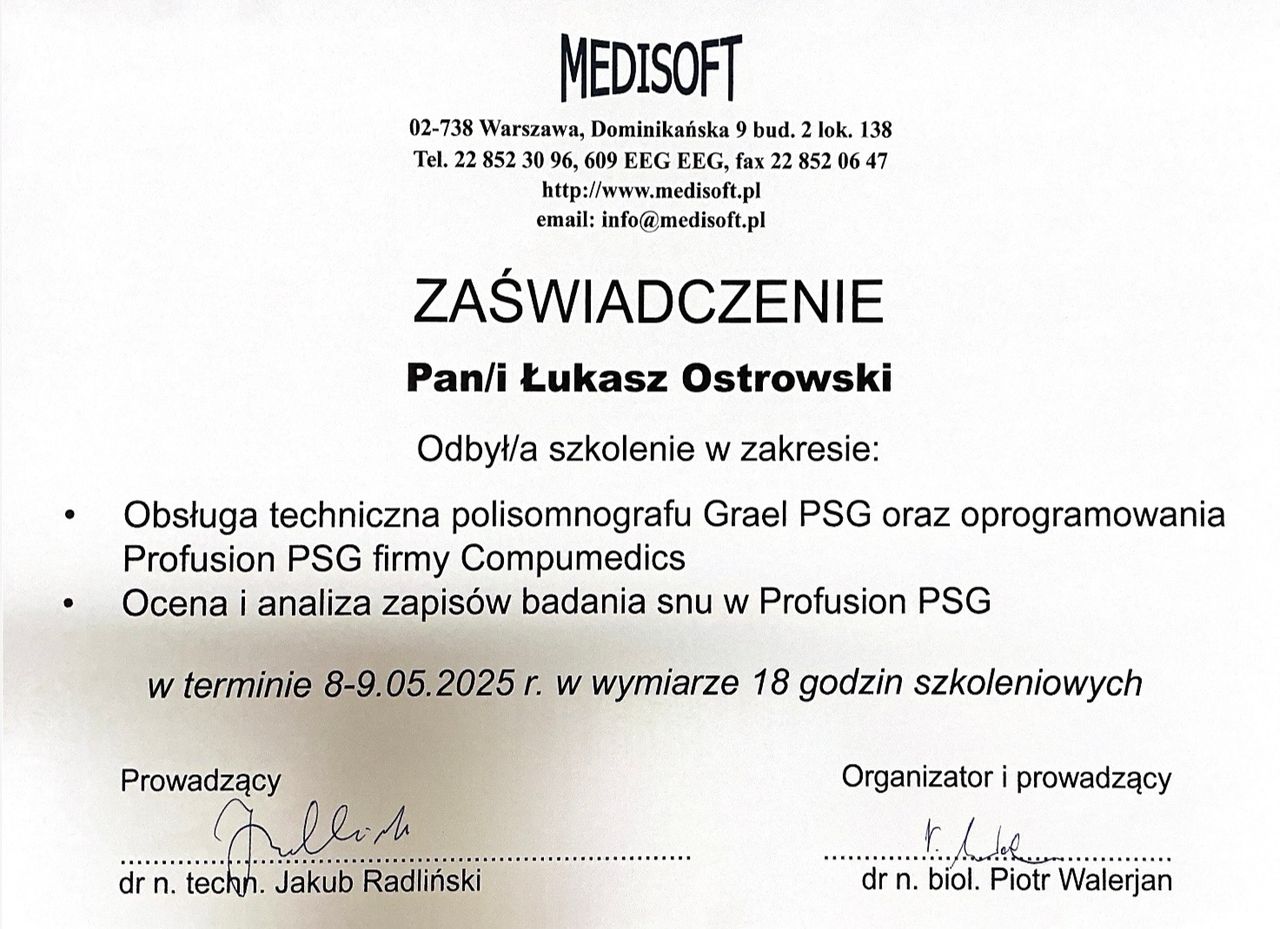 MEDISOFT
02-738 Warszawa, Dominikańska 9 bud. 2 lok. 138
Tel. 22 852 30 96, 609 EEG EEG, fax 22 852 06 47
http://www.medisoft.pl
email: info@medisoft.pl
ZAŚWIADCZENIE
Pan/i Łukasz Ostrowski
Odbył/a szkolenie w zakresie:
• Obsługa techniczna polisomnografu Grael PSG oraz oprogramowania
Profusion PSG firmy Compumedics
• Ocena i analiza zapisów badania snu w Profusion PSG
w terminie 8-9.05.2025 r. w wymiarze 18 godzin szkoleniowych
Prowadzący
dr n. techn. Jakub Radliński
Organizator i prowadzący
dr n. biol. Piotr Walerjan